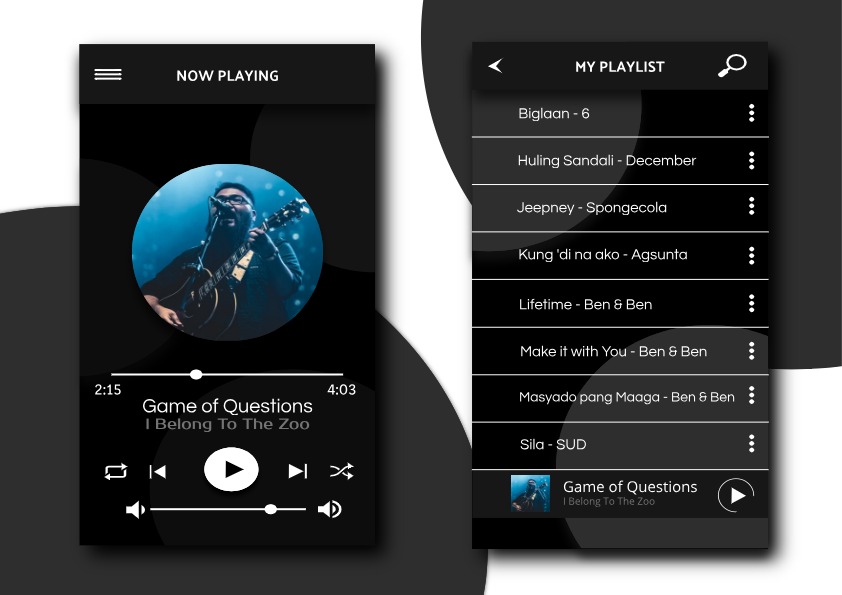 NOW PLAYING
2:15
4:03
Game of Questions
I Belong To The Zoo
MY PLAYLIST
Biglaan - 6
Huling Sandali - December
Jeepney - Spongecola
Kung 'di na ako - Agsunta
Lifetime - Ben & Ben
Make it with You - Ben & Ben
Masyado pang Maaga - Ben & Ben
Sila - SUD
Game of Questions
I Belong To The Zoo